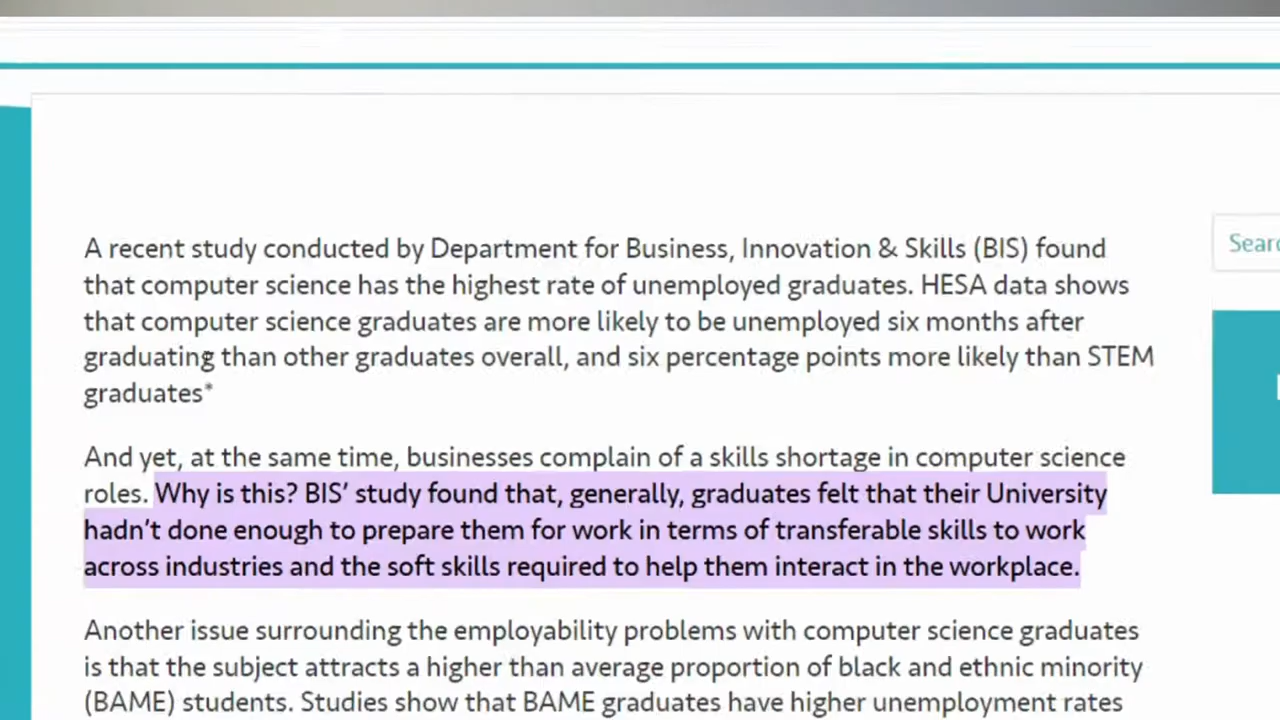 A recent study conducted by Department for Business, Innovation & Skills (BIS) found
that computer science has the highest rate of unemployed graduates. HESA data shows
that computer science graduates are more likely to be unemployed six months after
graduating than other graduates overall, and six percentage points more likely than STEM
graduates*
And yet, at the same time, businesses complain of a skills shortage in computer science
roles. Why is this? BIS’ study found that, generally, graduates felt that their University
hadn’t done enough to prepare them for work in terms of transferable skills to work
across industries and the soft skills required to help them interact in the workplace.
Another issue surrounding the employability problems with computer science graduates
is that the subject attracts a higher than average proportion of black and ethnic minority
(BAME) students. Studies show that BAME graduates have higher unemployment rates